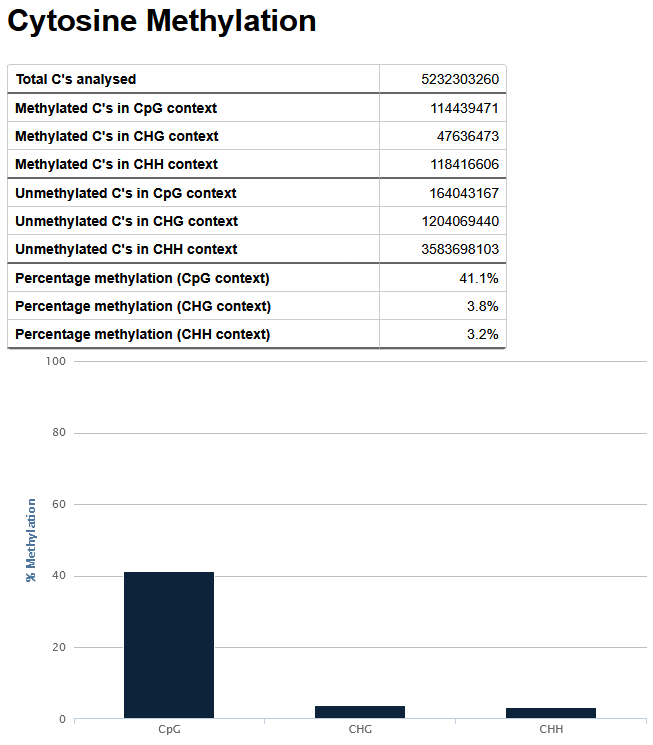 Cytosine Methylation
Total C's analysed 5232303260
Methylated C's in CpG context 114439471
Methylated C's in CHG context 47636473
Methylated C's in CHH context 118416606
Unmethylated C's in CpG context 164043167
Unmethylated C's in CHG context 1204069440
Unmethylated C's in CHH context 3583698103
Percentage methylation (CpG context) 41.1%
Percentage methylation (CHG context) 3.8%
Percentage methylation (CHH context) 3.2%
100
80
60
40
20
0
% Methylation
CpG CHG CHH